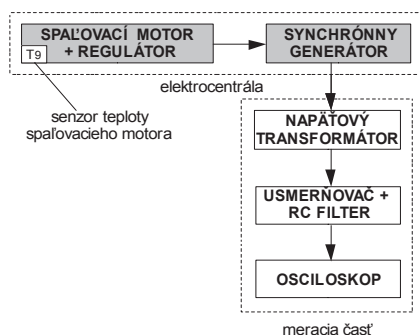 SPAĽOVACÍ MOTOR
+ REGULÁTOR
T9
SYNCHRÓNNY
GENERÁTOR
elektrocentrála
senzor teploty
spaľovacieho motora
NAPÄŤOVÝ
TRANSFORMÁTOR
USMERŇOVAČ +
RC FILTER
OSCILOSKOP
meracia časť